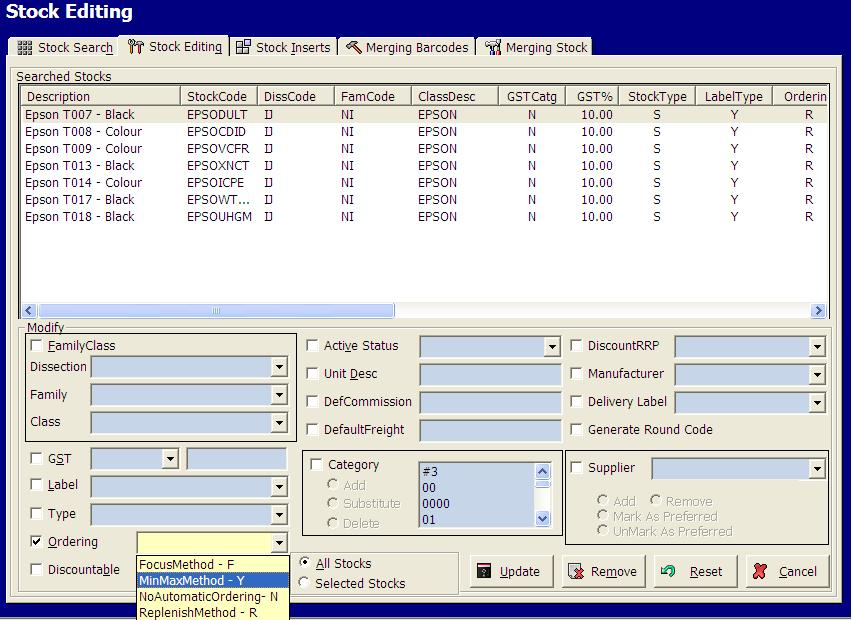 Stock Editing
Stock Search Stock Editing Stock Inserts Merging Barcodes Merging Stock
Searched Stocks
Description StockCode DissCode FamCode ClassDesc GSTCatg GST% StockType LabelType Orderin
Epson T007 - Black EPSODULT IJ NI EPSON N 10.00 S Y R
Epson T008 - Colour EPSOCDID IJ NI EPSON N 10.00 S Y R
Epson T009 - Colour EPSOVCFR IJ NI EPSON N 10.00 S Y R
Epson T013 - Black EPSOXNCT IJ NI EPSON N 10.00 S Y R
Epson T014 - Colour EPSOICPE IJ NI EPSON N 10.00 S Y R
Epson T017 - Black EPSOWT... IJ NI EPSON N 10.00 S Y R
Epson T018 - Black EPSOUHGM IJ NI EPSON N 10.00 S Y R
Modify
FamilyClass
Dissection
Family
Class
GST
Label
Type
Ordering
FocusMethod - F
MinMaxMethod - Y
NoAutomaticOrdering- N
ReplenishMethod - R
Discountable
Active Status
Unit Desc
DefCommission
DefaultFreight
Category
Add
Substitute
Delete
#3
00
0000
01
DiscountRRP
Manufacturer
Delivery Label
Generate Round Code
Supplier
Add Remove
Mark As Preferred
UnMark As Preferred
All Stocks
Selected Stocks
Update Remove Reset Cancel